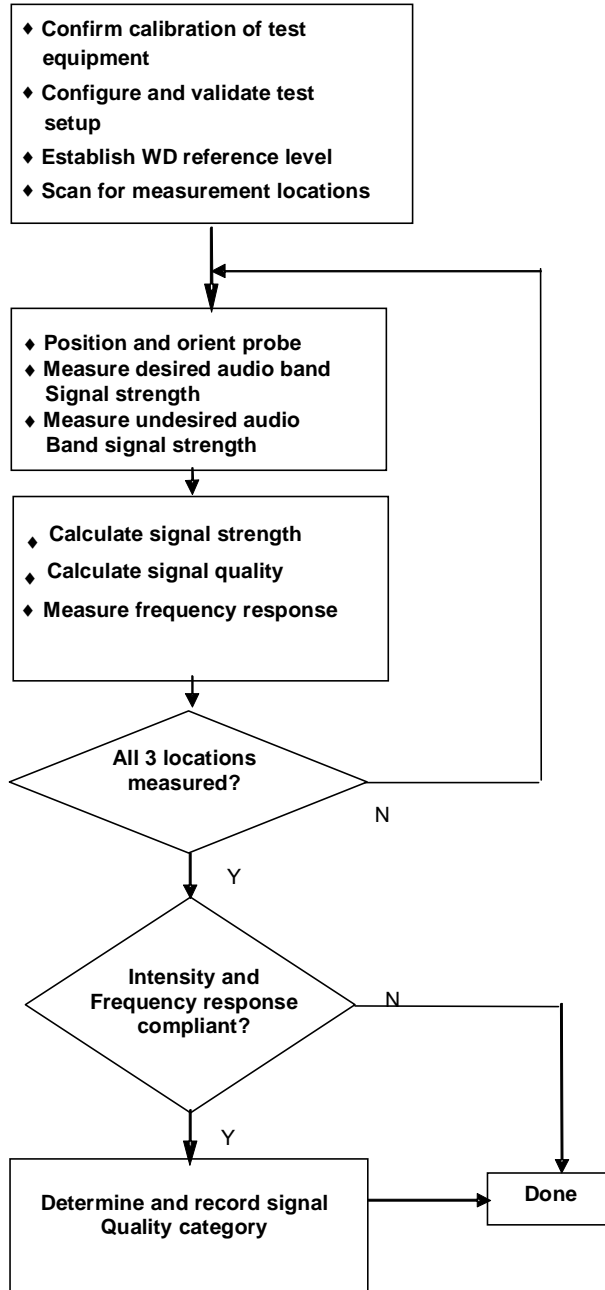 ♦ Confirm calibration of test
equipment
♦ Configure and validate test
setup
♦ Establish WD reference level
♦ Scan for measurement locations
♦ Position and orient probe
♦ Measure desired audio band
Signal strength
♦ Measure undesired audio
Band signal strength
♦ Calculate signal strength
♦ Calculate signal quality
♦ Measure frequency response
All 3 locations
measured?
N
Y
Intensity and
Frequency response
compliant?
N
Y
Determine and record signal
Quality category
Done